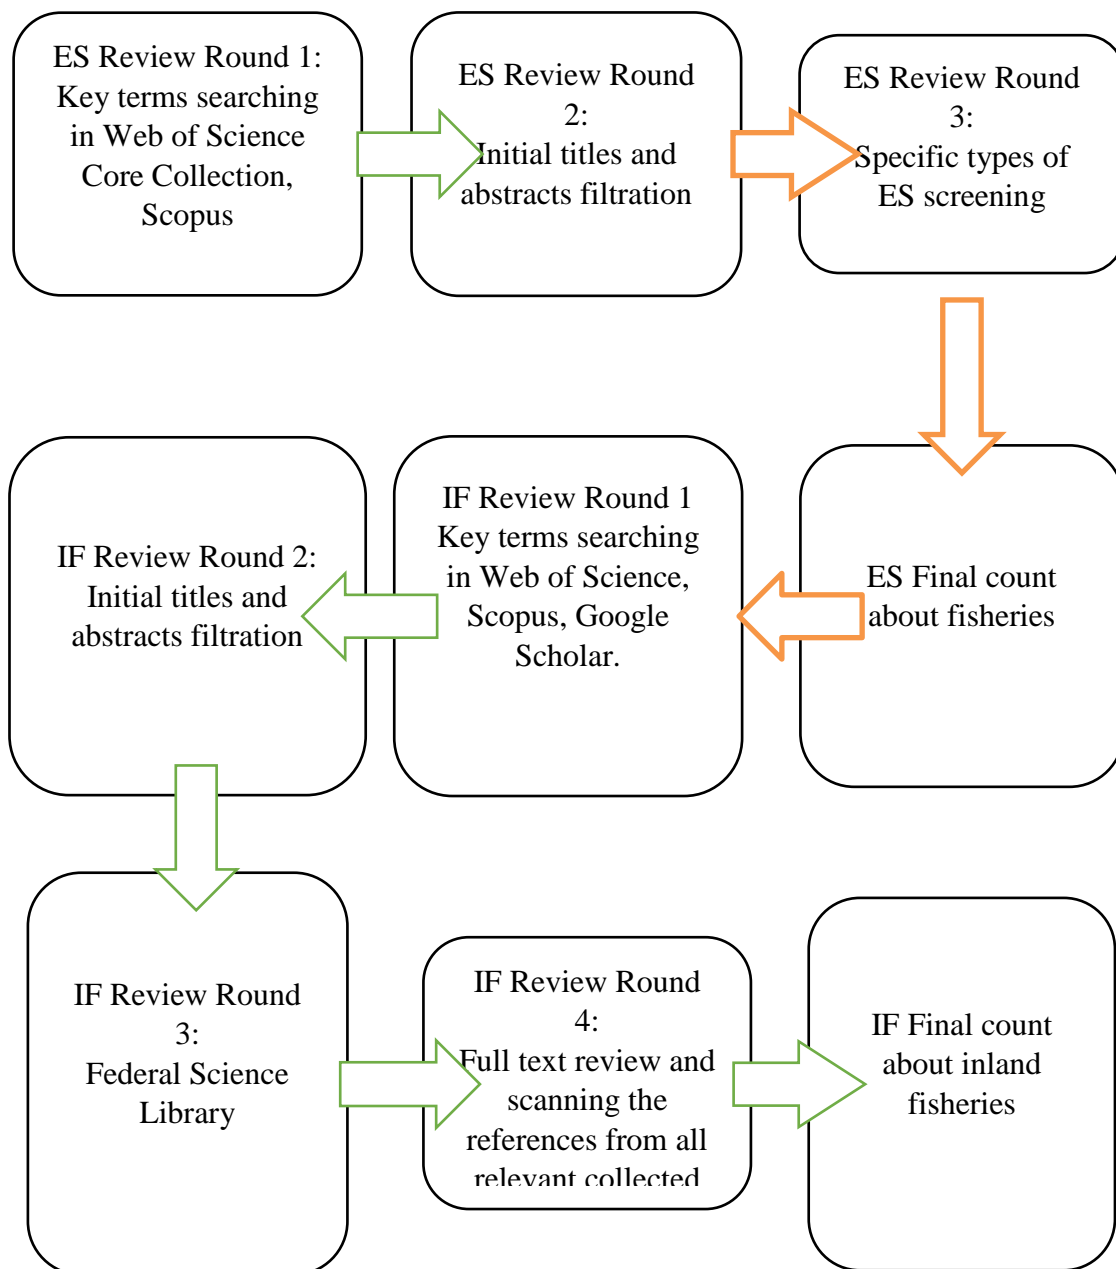 ES Review Round 1:
Key terms searching
in Web of Science
Core Collection,
Scopus
ES Review Round
2:
Initial titles and
abstracts filtration
ES Review Round
3:
Specific types of
ES screening
ES Final count
about fisheries
IF Review Round 1
Key terms searching
in Web of Science,
Scopus, Google
Scholar.
IF Review Round 2:
Initial titles and
abstracts filtration
IF Review Round
3:
Federal Science
Library
IF Review Round
4:
Full text review and
scanning the
references from all
relevant collected
IF Final count
about inland
fisheries